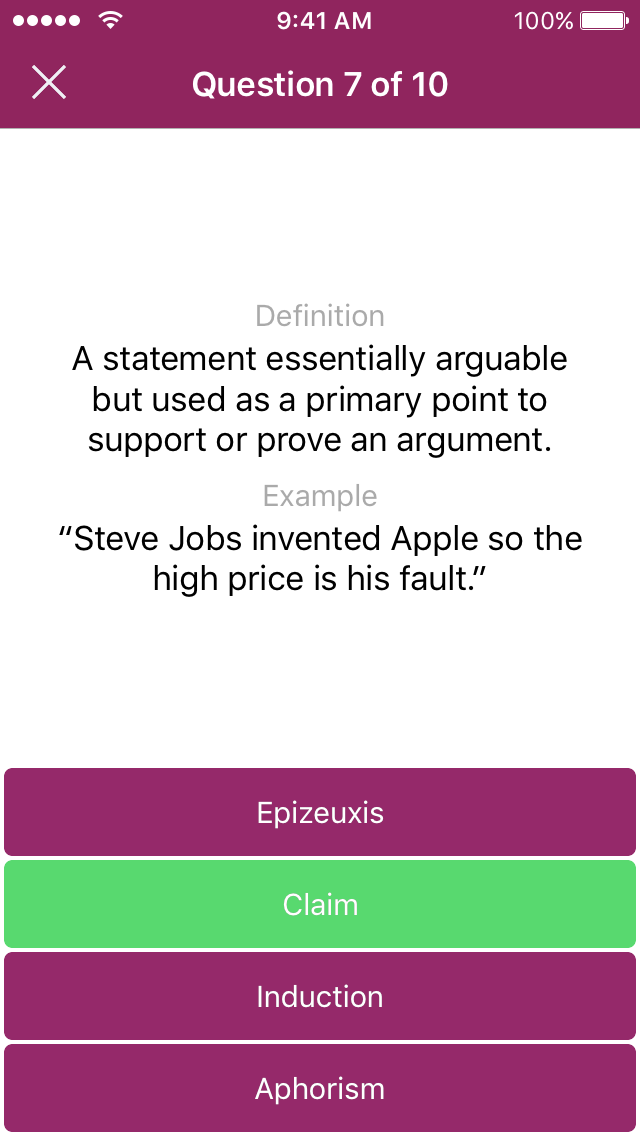 9:41 AM 100%
Question 7 of 10
Definition
A statement essentially arguable
but used as a primary point to
support or prove an argument.
Example
“Steve Jobs invented Apple so the
high price is his fault.”
Epizeuxis
Claim
Induction
Aphorism